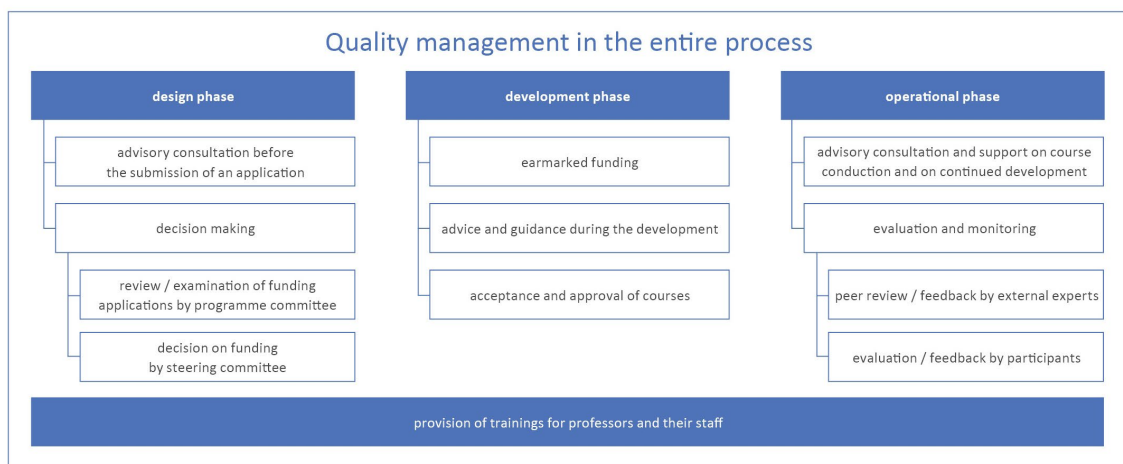 Quality management in the entire process
design phase
advisory consultation before
the submission of an application
decision making
review / examination of funding
applications by programme committee
decision on funding
by steering committee
development phase
earmarked funding
advice and guidance during the development
acceptance and approval of courses
operational phase
advisory consultation and support on course
conduction and on continued development
evaluation and monitoring
peer review / feedback by external experts
evaluation / feedback by participants
provision of trainings for professors and their staff